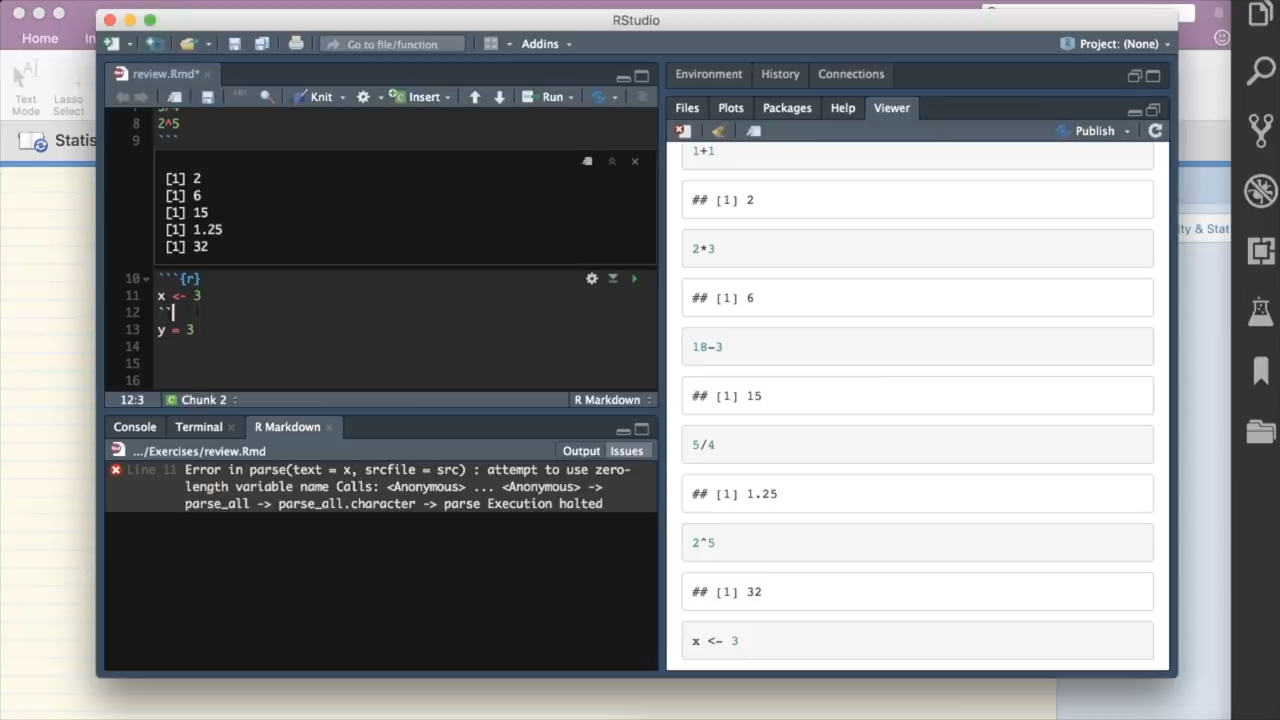 RStudio
Home
In
Go to file/function
Addins
Project: (None)
Text
Mode
Lasso
Select
Statis
review.Rmd*
ABC
Knit
Insert
Run
8 2^5
9 ```
[1] 2
[1] 6
[1] 15
[1] 1.25
[1] 32
10 ```{r}
11 x <- 3
12 ``
13 y = 3
14
15
16
12:3
Chunk 2
R Markdown
Console
Terminal
R Markdown
.../Exercises/review.Rmd
Output
Issues
Line 11 Error in parse(text = x, srcfile = src) : attempt to use zero-
length variable name Calls: <Anonymous> ... <Anonymous> ->
parse_all -> parse_all.character -> parse Execution halted
Environment
History
Connections
Files
Plots
Packages
Help
Viewer
Publish
1+1
## [1] 2
2*3
## [1] 6
18-3
## [1] 15
5/4
## [1] 1.25
2^5
## [1] 32
x <- 3
ity & Stat